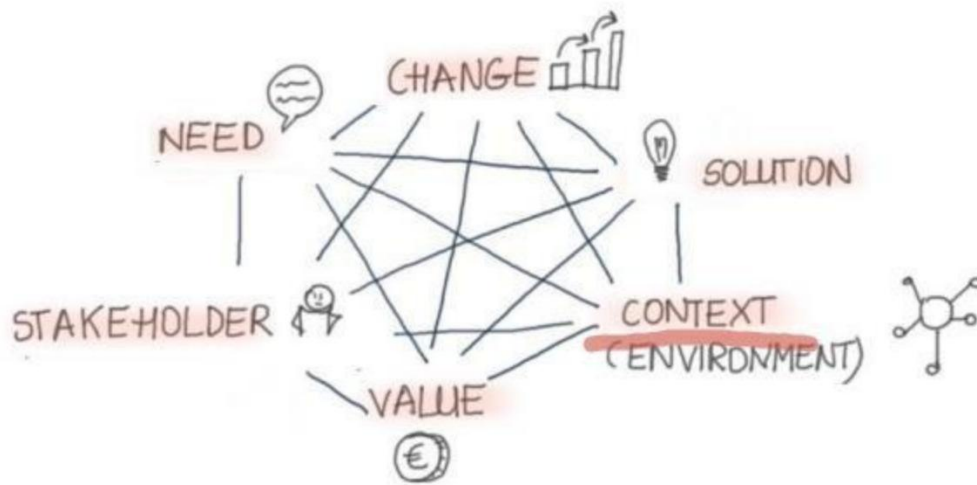 CHANGE
NEED
SOLUTION
STAKEHOLDER
CONTEXT
(ENVIRONMENT)
VALUE
€